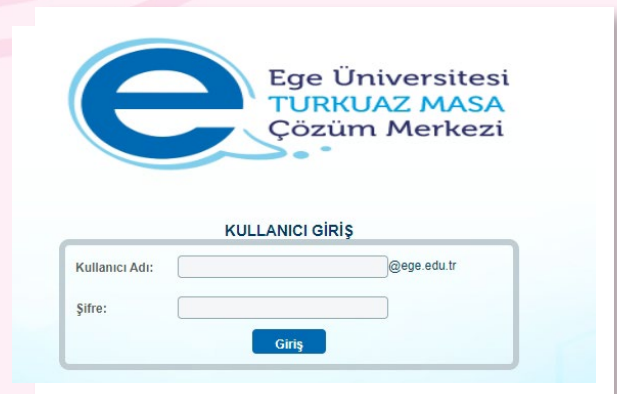 Ege Üniversitesi
TURKUAZ MASA
Çözüm Merkezi
KULLANICI GİRİŞ
Kullanıcı Adı: @ege.edu.tr
Şifre:
Giriş